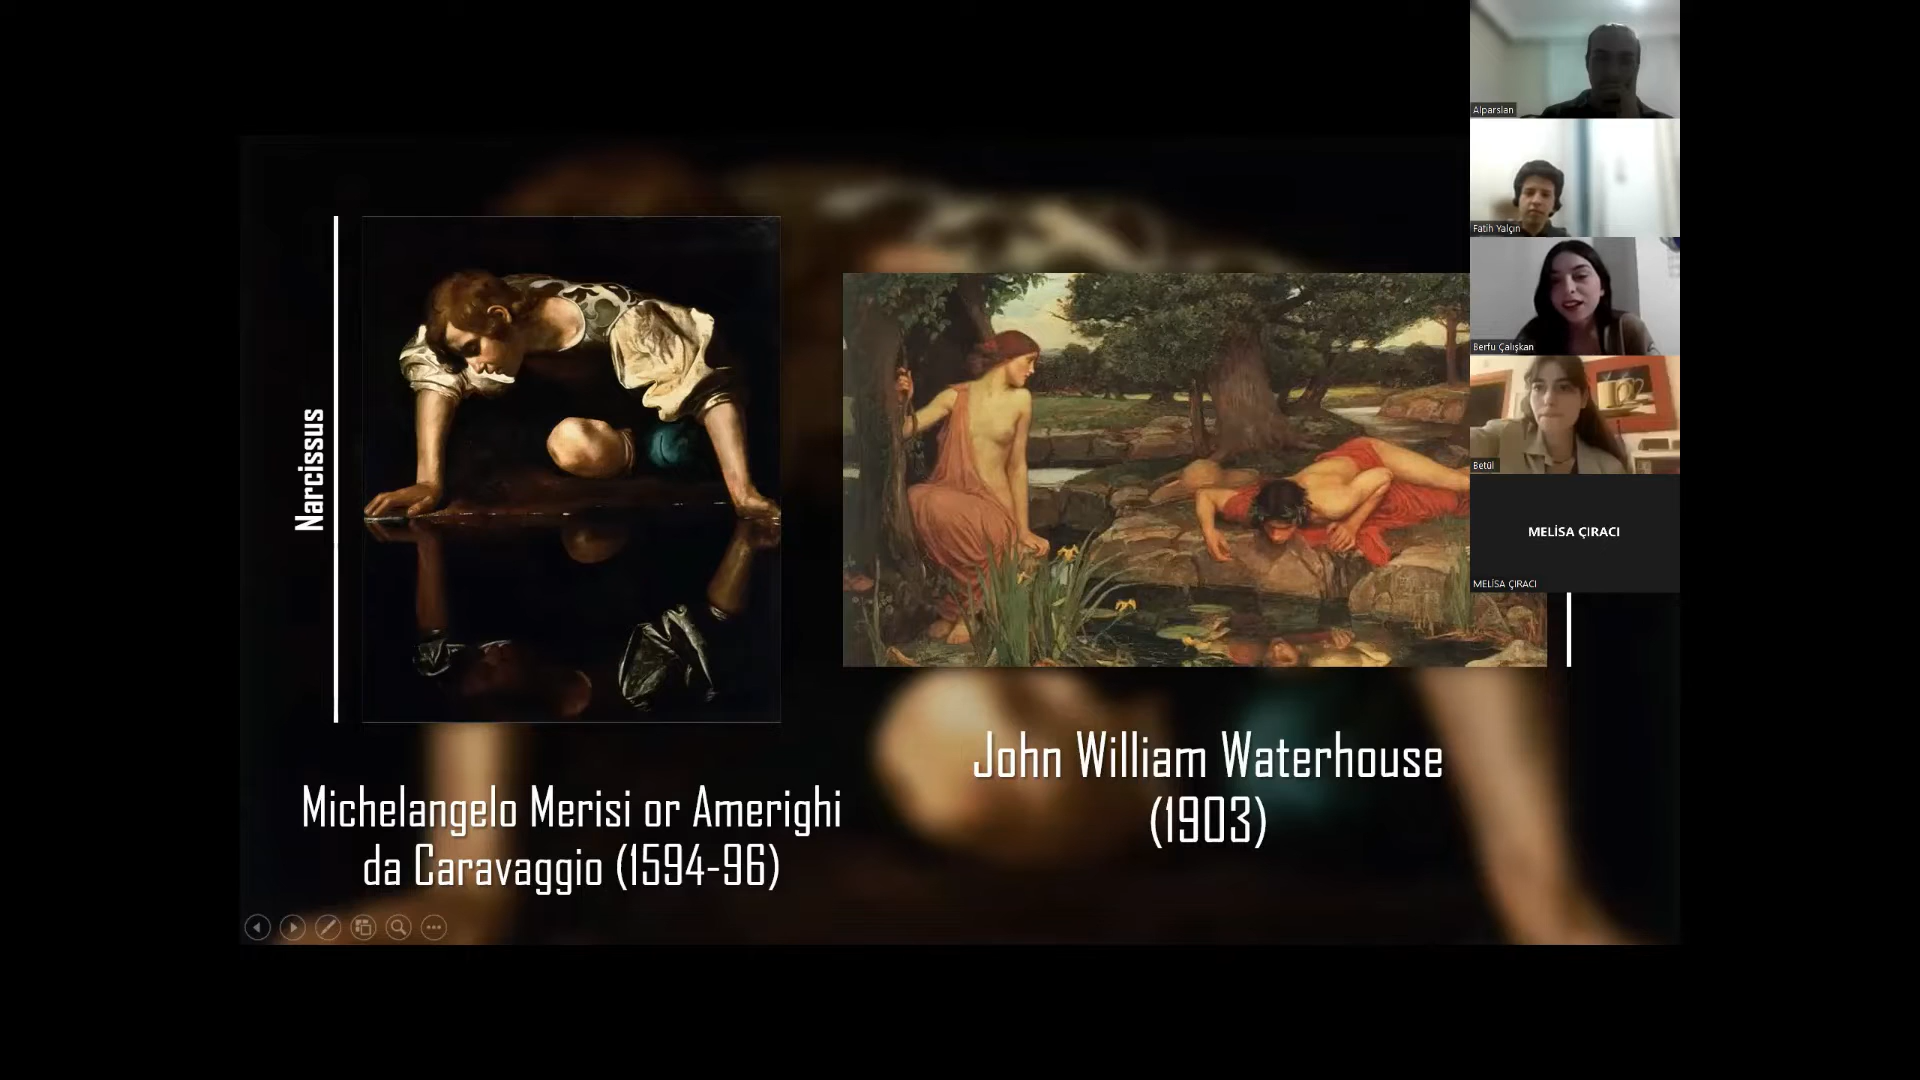 Narcissus
Michelangelo Merisi or Amerighi
da Caravaggio (1594-96)
John William Waterhouse
(1903)
Alparslan
Fatih Yalçın
Berfu Çalışkan
Betül
MELİSA ÇIRACI
MELİSA ÇIRACI